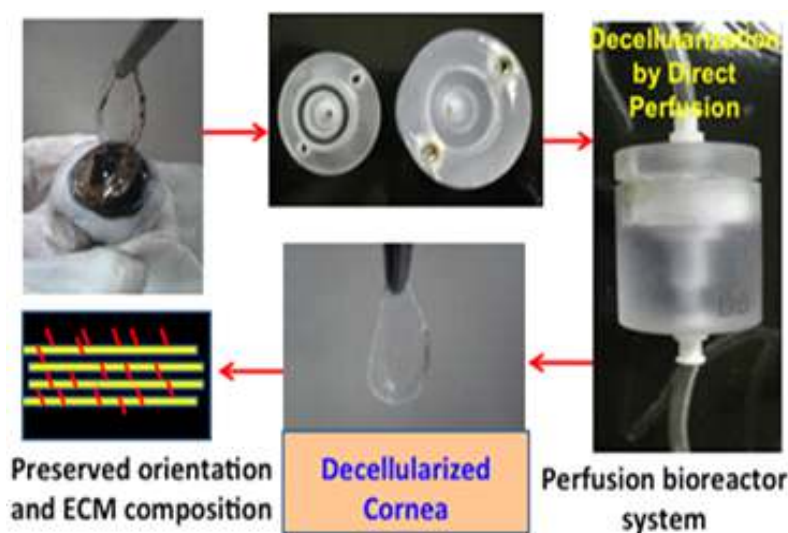 Decellularization
by Direct
Perfusion
Preserved orientation
and ECM composition
Decellularized
Cornea
Perfusion bioreactor
system